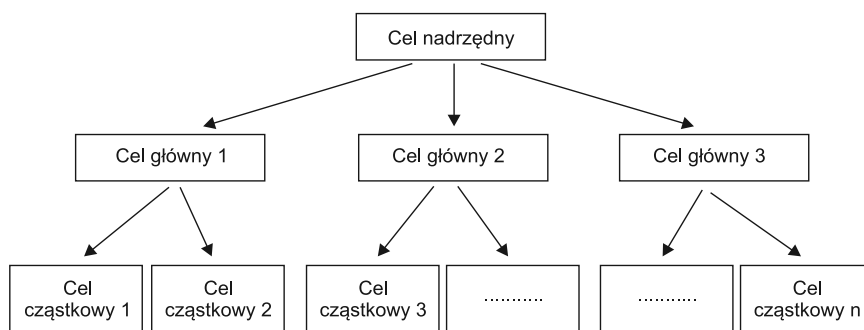 Cel nadrzędny
Cel główny 1
Cel główny 2
Cel główny 3
Cel
cząstkowy 1
Cel
cząstkowy 2
Cel
cząstkowy 3
...........
...........
Cel
cząstkowy n